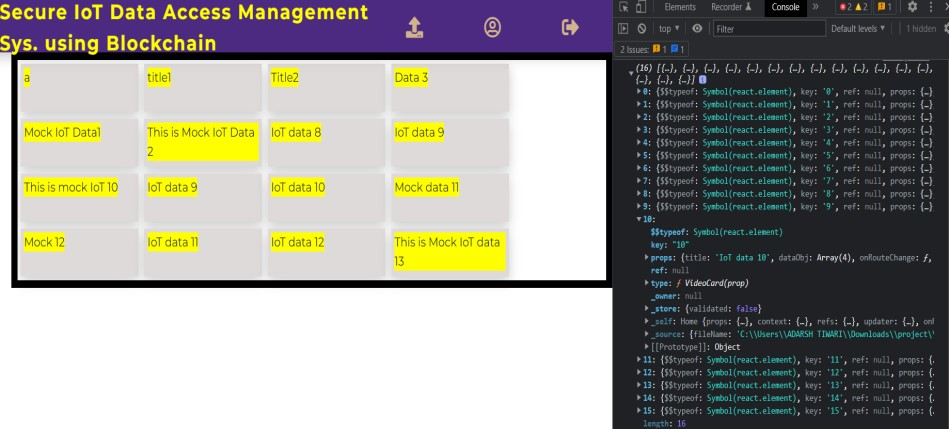 Secure IoT Data Access Management
Sys. using Blockchain
a
title1
Title2
Data 3
Mock IoT Data1
This is Mock IoT Data
2
IoT data 8
IoT data 9
This is mock IoT 10
IoT data 9
IoT data 10
Mock data 11
Mock 12
IoT data 11
IoT data 12
This is Mock IoT data
13
Elements Recorder Console » 2 2 1
top ▼ Filter Default levels ▼ 1 hidden
2 Issues: 1 1
(16) [{…}, {…}, {…}, {…}, {…}, {…}, {…}, {…}, {…}, {…}, {…}, {…}, {…},
{…}, {…}, {…}]
▶ 0: {$$typeof: Symbol(react.element), key: '0', ref: null, props: {…}
▶ 1: {$$typeof: Symbol(react.element), key: '1', ref: null, props: {…}
▶ 2: {$$typeof: Symbol(react.element), key: '2', ref: null, props: {…}
▶ 3: {$$typeof: Symbol(react.element), key: '3', ref: null, props: {…}
▶ 4: {$$typeof: Symbol(react.element), key: '4', ref: null, props: {…}
▶ 5: {$$typeof: Symbol(react.element), key: '5', ref: null, props: {…}
▶ 6: {$$typeof: Symbol(react.element), key: '6', ref: null, props: {…}
▶ 7: {$$typeof: Symbol(react.element), key: '7', ref: null, props: {…}
▶ 8: {$$typeof: Symbol(react.element), key: '8', ref: null, props: {…}
▶ 9: {$$typeof: Symbol(react.element), key: '9', ref: null, props: {…}
▼ 10:
$$typeof: Symbol(react.element)
key: "10"
▶ props: {title: 'IoT data 10', dataObj: Array(4), onRouteChange: ƒ,
ref: null
▶ type: ƒ VideoCard(prop)
_owner: null
▶ _store: {validated: false}
▶ _self: Home {props: {…}, context: {…}, refs: {…}, updater: {…}, onl
▶ _source: {fileName: 'C:\\Users\\ADARSH TIWARI\\Downloads\\project\'
▶ [[Prototype]]: Object
▶ 11: {$$typeof: Symbol(react.element), key: '11', ref: null, props: {.
▶ 12: {$$typeof: Symbol(react.element), key: '12', ref: null, props: {.
▶ 13: {$$typeof: Symbol(react.element), key: '13', ref: null, props: {.
▶ 14: {$$typeof: Symbol(react.element), key: '14', ref: null, props: {.
▶ 15: {$$typeof: Symbol(react.element), key: '15', ref: null, props: {.
length: 16